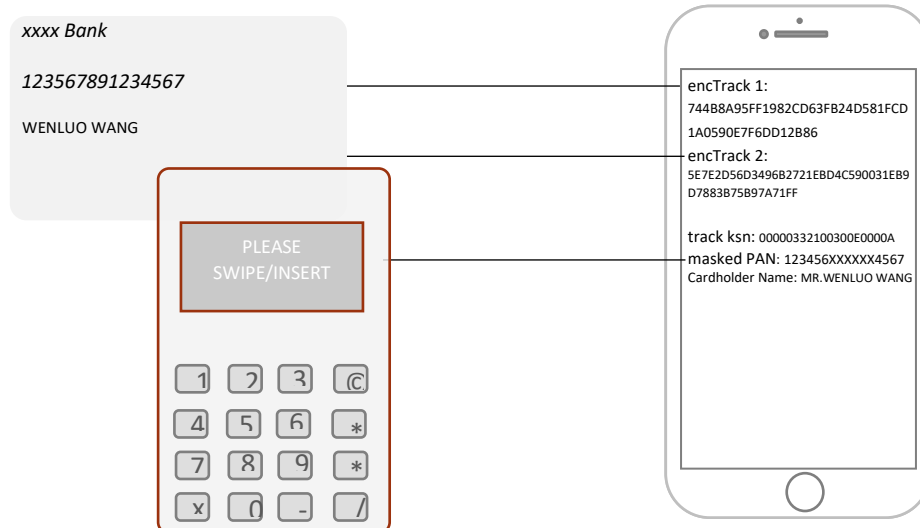 xxxx Bank
123567891234567
WENLUO WANG
PLEASE
SWIPE/INSERT
1 2 3 ©
4 5 6 *
7 8 9 *
x 0 - /
encTrack 1:
744B8A95FF1982CD63FB24D581FCD
1A0590E7F6DD12B86
encTrack 2:
5E7E2D56D3496B2721EBD4C590031EB9
D7883B75B97A71FF
track ksn: 00000332100300E0000A
masked PAN: 123456XXXXXX4567
Cardholder Name: MR.WENLUO WANG